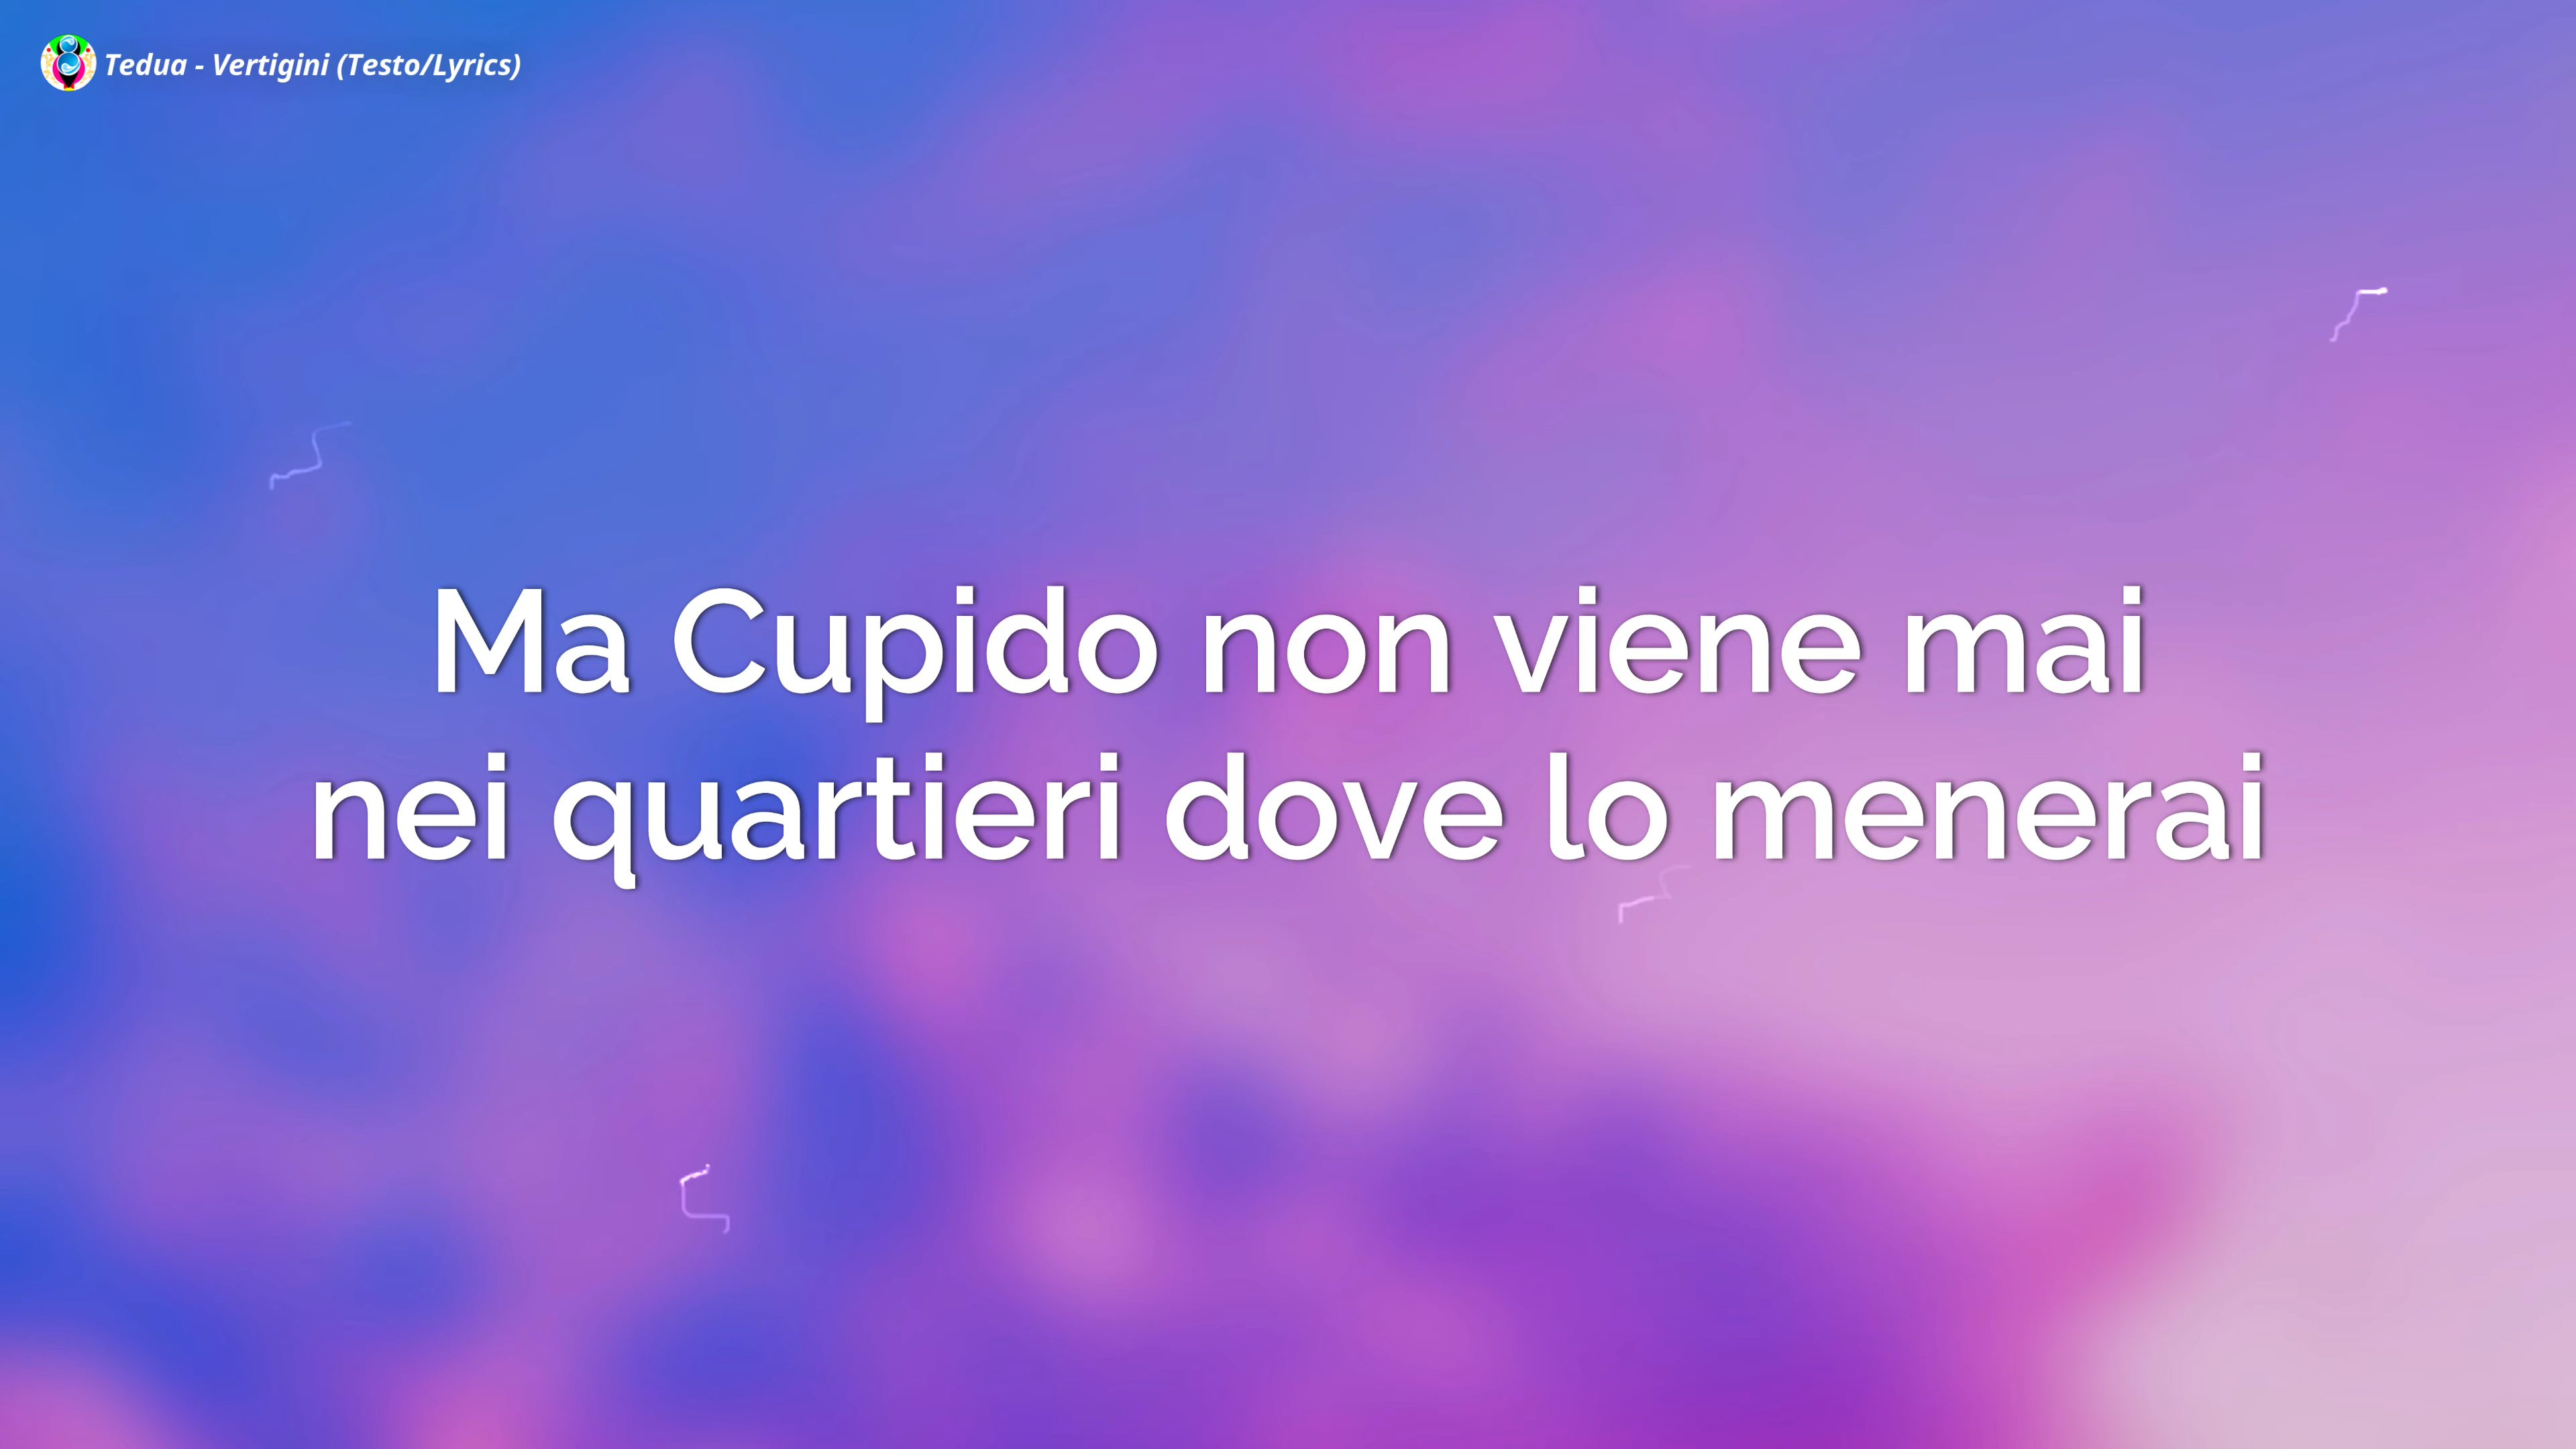 Tedua - Vertigini (Testo/Lyrics)
Ma Cupido non viene mai
nei quartieri dove lo menerai